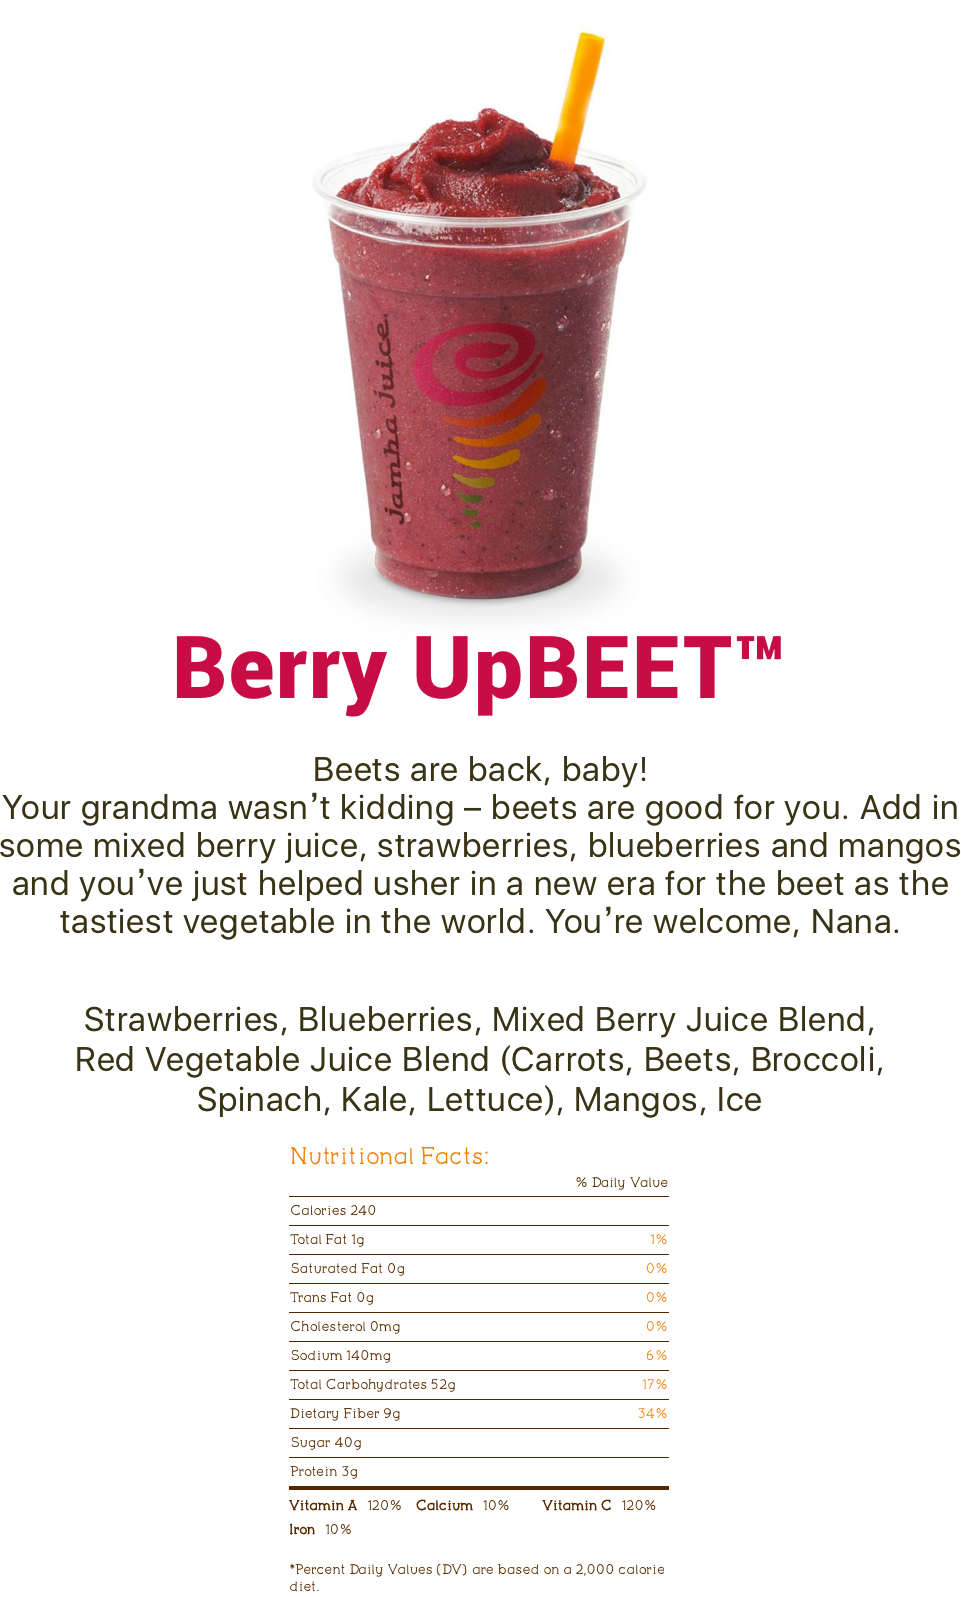 jamba juice
Berry UpBEET™
Beets are back, baby!
Your grandma wasn’t kidding – beets are good for you. Add in
some mixed berry juice, strawberries, blueberries and mangos
and you’ve just helped usher in a new era for the beet as the
tastiest vegetable in the world. You’re welcome, Nana.
Strawberries, Blueberries, Mixed Berry Juice Blend,
Red Vegetable Juice Blend (Carrots, Beets, Broccoli,
Spinach, Kale, Lettuce), Mangos, Ice
Nutritional Facts:
% Daily Value
Calories 240
Total Fat 1g 1%
Saturated Fat 0g 0%
Trans Fat 0g 0%
Cholesterol 0mg 0%
Sodium 140mg 6%
Total Carbohydrates 52g 17%
Dietary Fiber 9g 34%
Sugar 40g
Protein 3g
Vitamin A 120% Calcium 10% Vitamin C 120%
Iron 10%
*Percent Daily Values (DV) are based on a 2,000 calorie
diet.